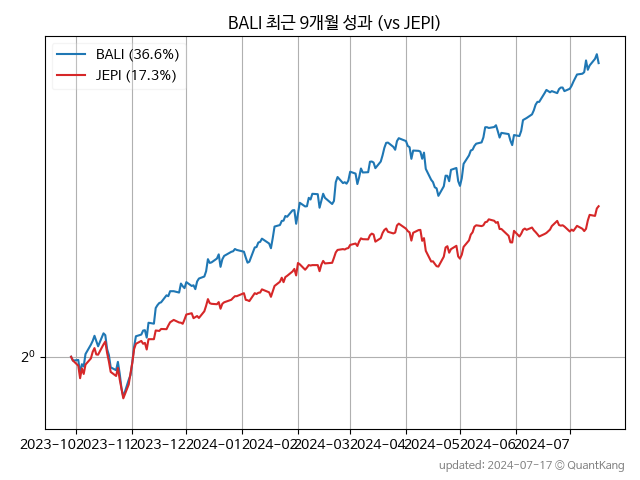 BALI 최근 9개월 성과 (vs JEPI)
BALI (36.6%)
JEPI (17.3%)
2⁰
2023-10 2023-11 2023-12 2024-01 2024-02 2024-03 2024-04 2024-05 2024-06 2024-07
updated: 2024-07-17 © QuantKang